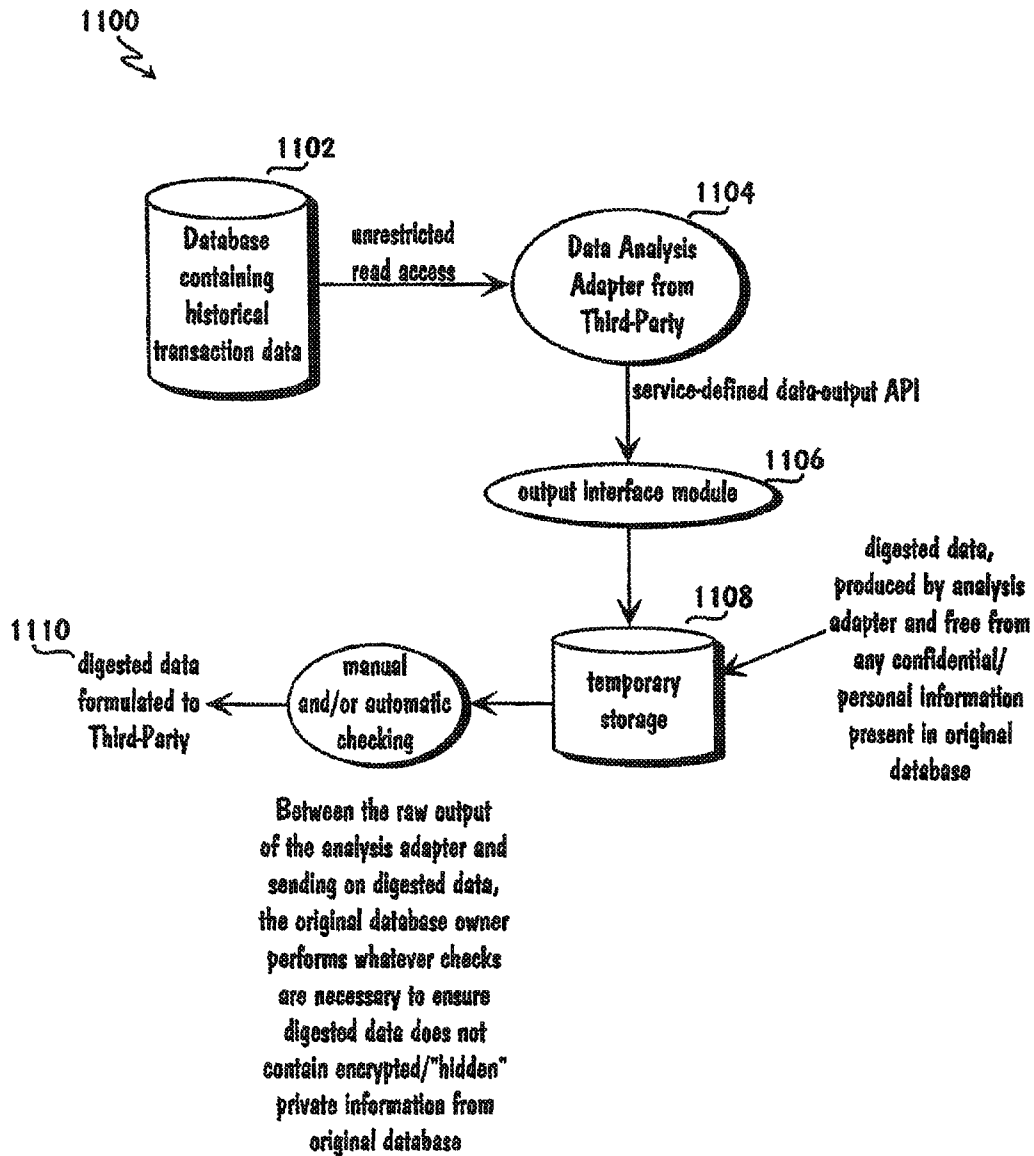 1100
1102
Database
containing
historical
transaction data
unrestricted
read access
1104
Data Analysis
Adapter from
Third-Party
service-defined data-output API
1106
output interface module
digested data,
produced by analysis
adapter and free from
any confidential/
personal information
present in original
database
1108
temporary
storage
manual
and/or automatic
checking
1110
digested data
formulated to
Third-Party
Between the raw output
of the analysis adapter and
sending on digested data,
the original database owner
performs whatever checks
are necessary to ensure
digested data does not
contain encrypted/"hidden"
private information from
original database